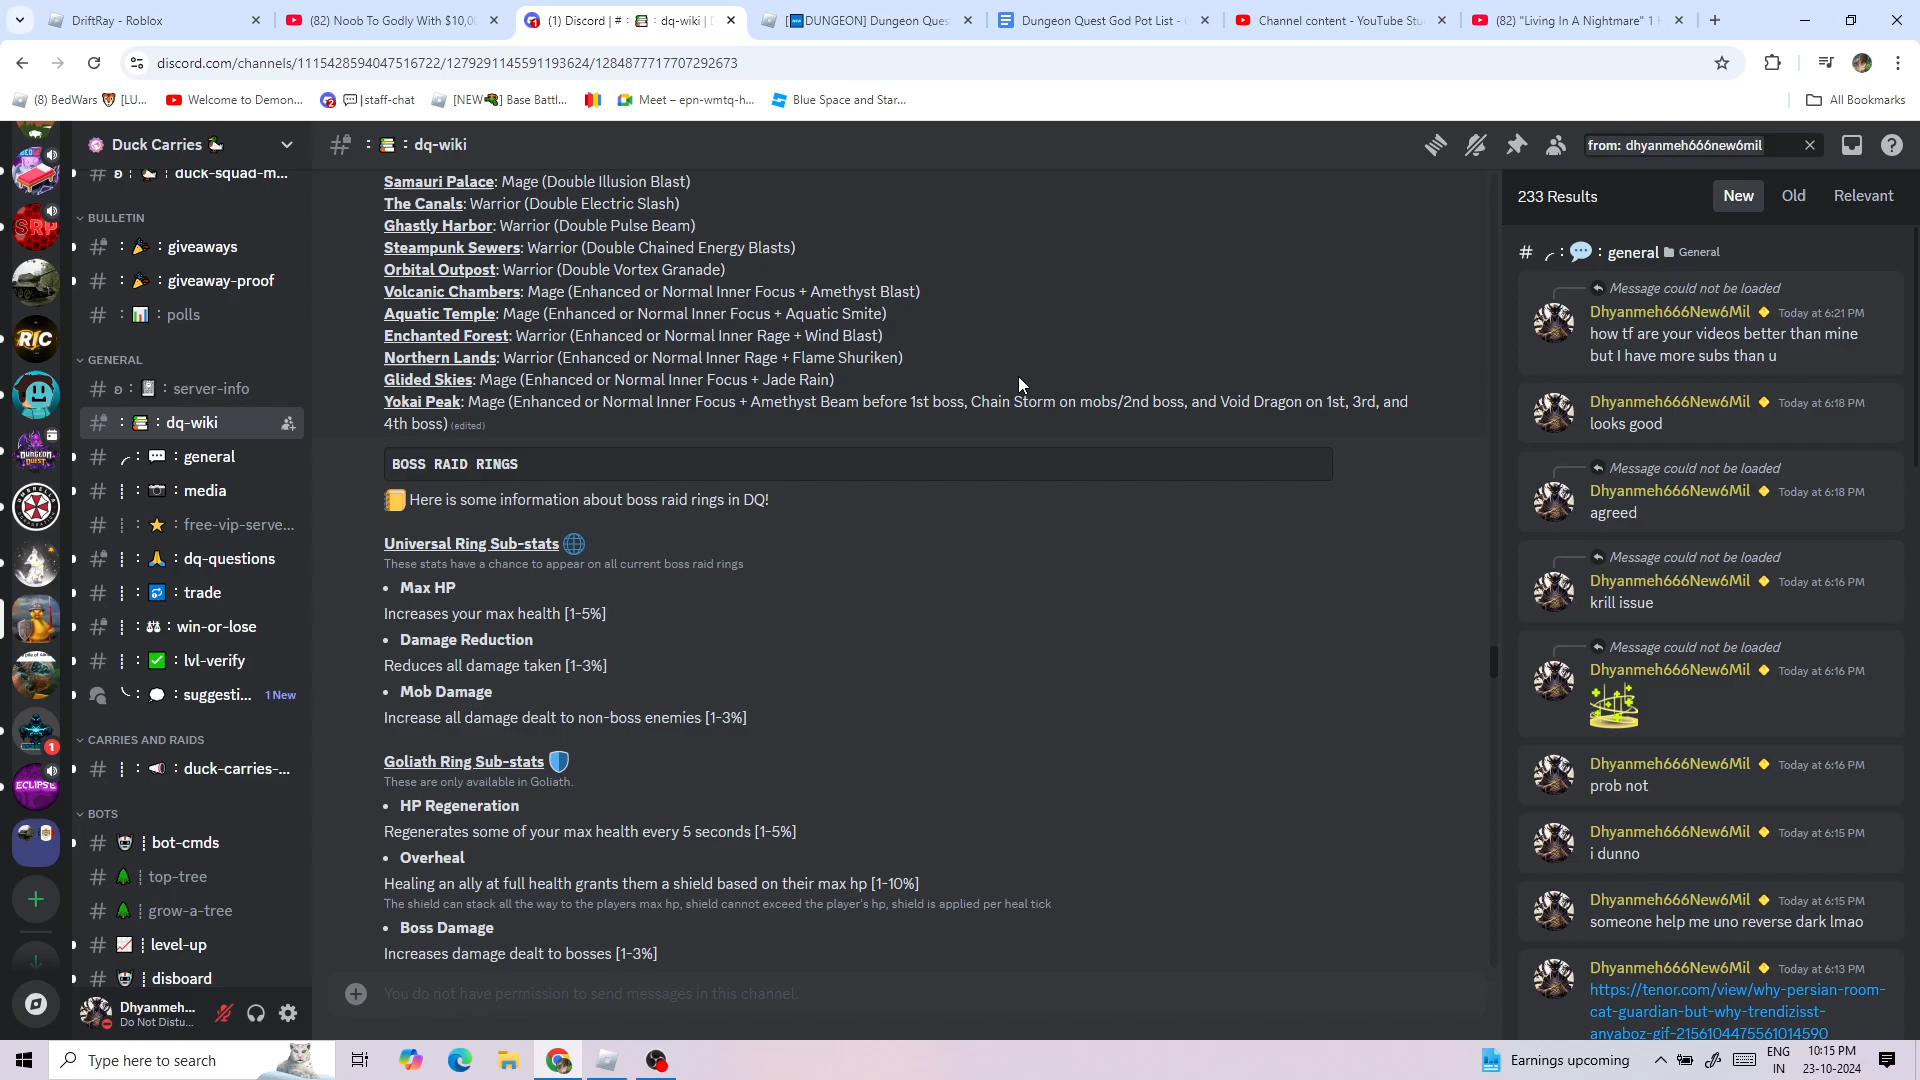 DriftRay - Roblox
(82) Noob To Godly With $10,00
(1) Discord | # : 📚 : dq-wiki | D
[DUNGEON] Dungeon Ques
Dungeon Quest God Pot List -
Channel content - YouTube Stu
(82) "Living In A Nightmare" 1
discord.com/channels/1115428594047516722/1279291145591193624/1284877717707292673
(8) BedWars 🐯 [LU...
Welcome to Demon...
💬|staff-chat
[NEW] Base Battl...
Meet – epn-wmtq-h...
Blue Space and Star...
All Bookmarks
Duck Carries
duck-squad-m...
BULLETIN
giveaways
giveaway-proof
polls
GENERAL
server-info
dq-wiki
general
media
free-vip-serve...
dq-questions
trade
win-or-lose
lvl-verify
suggesti... 1 New
CARRIES AND RAIDS
duck-carries-...
BOTS
bot-cmds
top-tree
grow-a-tree
level-up
disboard
Dhyanmeh...
Do Not Distu...
SRP
RIC
DUNGEON QUEST
1
ECLIPSE
: 📚 : dq-wiki
Samauri Palace: Mage (Double Illusion Blast)
The Canals: Warrior (Double Electric Slash)
Ghastly Harbor: Warrior (Double Pulse Beam)
Steampunk Sewers: Warrior (Double Chained Energy Blasts)
Orbital Outpost: Warrior (Double Vortex Granade)
Volcanic Chambers: Mage (Enhanced or Normal Inner Focus + Amethyst Blast)
Aquatic Temple: Mage (Enhanced or Normal Inner Focus + Aquatic Smite)
Enchanted Forest: Warrior (Enhanced or Normal Inner Rage + Wind Blast)
Northern Lands: Warrior (Enhanced or Normal Inner Rage + Flame Shuriken)
Glided Skies: Mage (Enhanced or Normal Inner Focus + Jade Rain)
Yokai Peak: Mage (Enhanced or Normal Inner Focus + Amethyst Beam before 1st boss, Chain Storm on mobs/2nd boss, and Void Dragon on 1st, 3rd, and
4th boss) (edited)
BOSS RAID RINGS
📒 Here is some information about boss raid rings in DQ!
Universal Ring Sub-stats 🌐
These stats have a chance to appear on all current boss raid rings
• Max HP
Increases your max health [1-5%]
• Damage Reduction
Reduces all damage taken [1-3%]
• Mob Damage
Increase all damage dealt to non-boss enemies [1-3%]
Goliath Ring Sub-stats 🛡️
These are only available in Goliath.
• HP Regeneration
Regenerates some of your max health every 5 seconds [1-5%]
• Overheal
Healing an ally at full health grants them a shield based on their max hp [1-10%]
The shield can stack all the way to the players max hp, shield cannot exceed the player's hp, shield is applied per heal tick
• Boss Damage
Increases damage dealt to bosses [1-3%]
You do not have permission to send messages in this channel.
from: dhyanmeh666new6mil
233 Results
New
Old
Relevant
general General
Message could not be loaded
Dhyanmeh666New6Mil Today at 6:21 PM
how tf are your videos better than mine
but I have more subs than u
Dhyanmeh666New6Mil Today at 6:18 PM
looks good
Message could not be loaded
Dhyanmeh666New6Mil Today at 6:18 PM
agreed
Message could not be loaded
Dhyanmeh666New6Mil Today at 6:16 PM
krill issue
Message could not be loaded
Dhyanmeh666New6Mil Today at 6:16 PM
Dhyanmeh666New6Mil Today at 6:16 PM
prob not
Dhyanmeh666New6Mil Today at 6:15 PM
i dunno
Dhyanmeh666New6Mil Today at 6:15 PM
someone help me uno reverse dark lmao
Dhyanmeh666New6Mil Today at 6:13 PM
https://tenor.com/view/why-persian-room-
cat-guardian-but-why-trendizisst-
anyaboz-gif-2156104475561014590
Type here to search
Earnings upcoming
ENG
IN
10:15 PM
23-10-2024